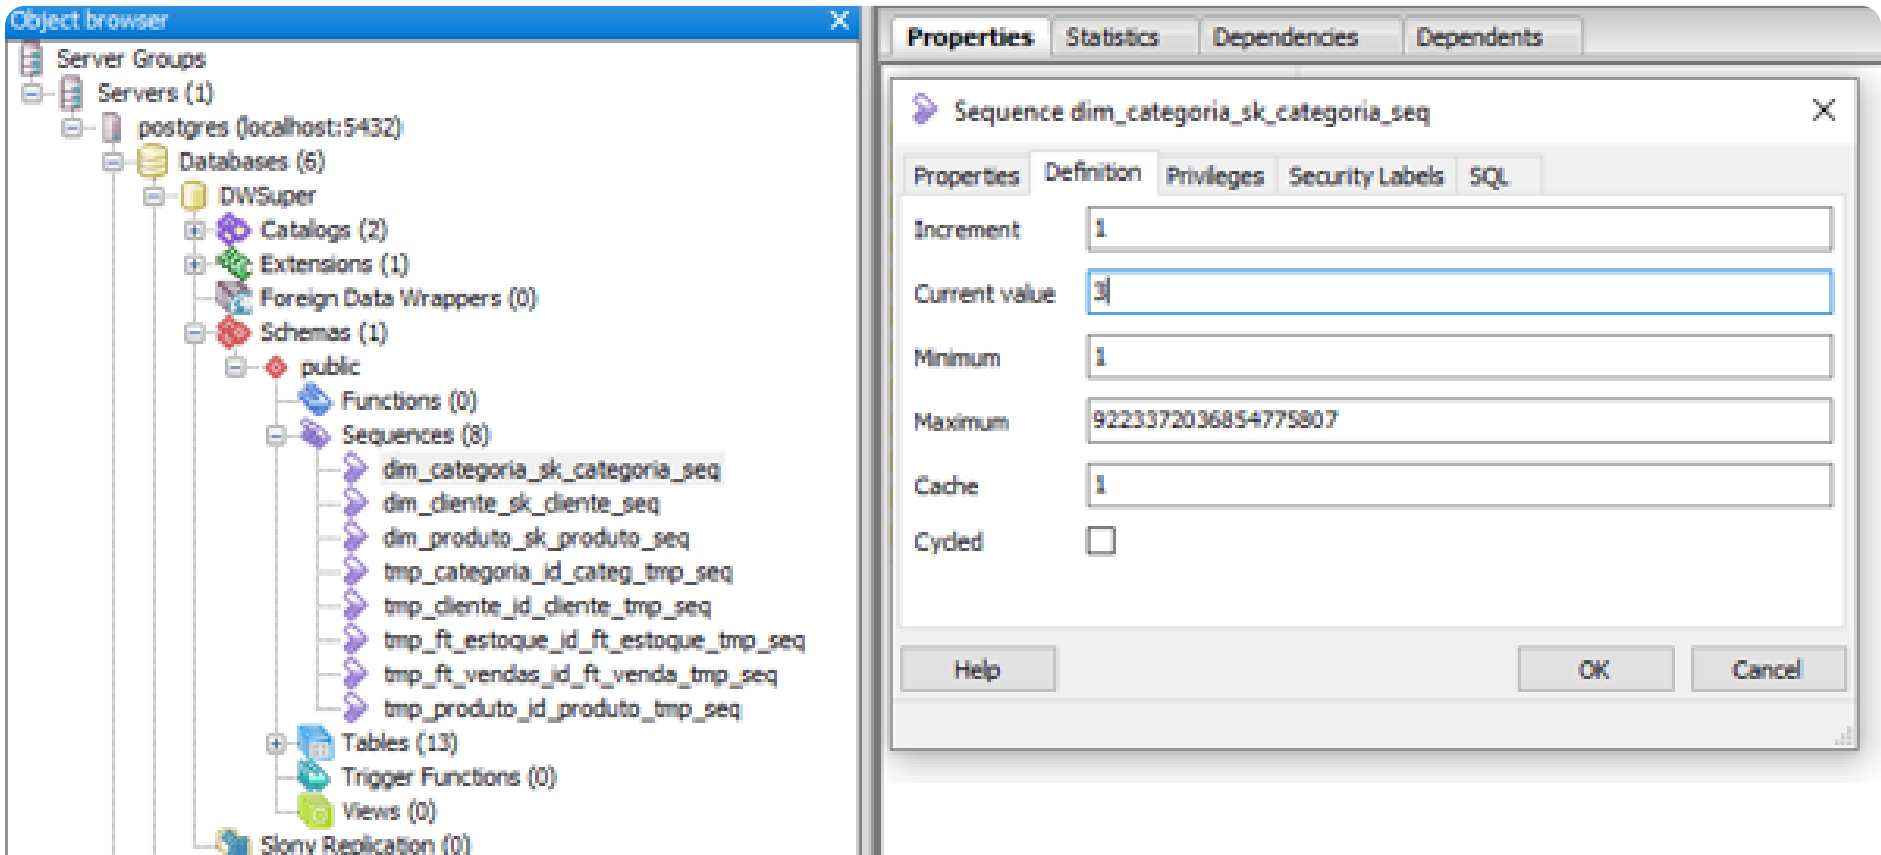 Object browser
Server Groups
Servers (1)
postgres (localhost:5432)
Databases (6)
DWSuper
Catalogs (2)
Extensions (1)
Foreign Data Wrappers (0)
Schemas (1)
public
Functions (0)
Sequences (8)
dim_categoria_sk_categoria_seq
dim_cliente_sk_cliente_seq
dim_produto_sk_produto_seq
tmp_categoria_id_categ_tmp_seq
tmp_cliente_id_cliente_tmp_seq
tmp_ft_estoque_id_ft_estoque_tmp_seq
tmp_ft_vendas_id_ft_venda_tmp_seq
tmp_produto_id_produto_tmp_seq
Tables (13)
Trigger Functions (0)
Views (0)
Slony Replication (0)
Properties Statistics Dependencies Dependents
Sequence dim_categoria_sk_categoria_seq
Properties Definition Privileges Security Labels SQL
Increment 1
Current value 3
Minimum 1
Maximum 9223372036854775807
Cache 1
Cycled
Help OK Cancel